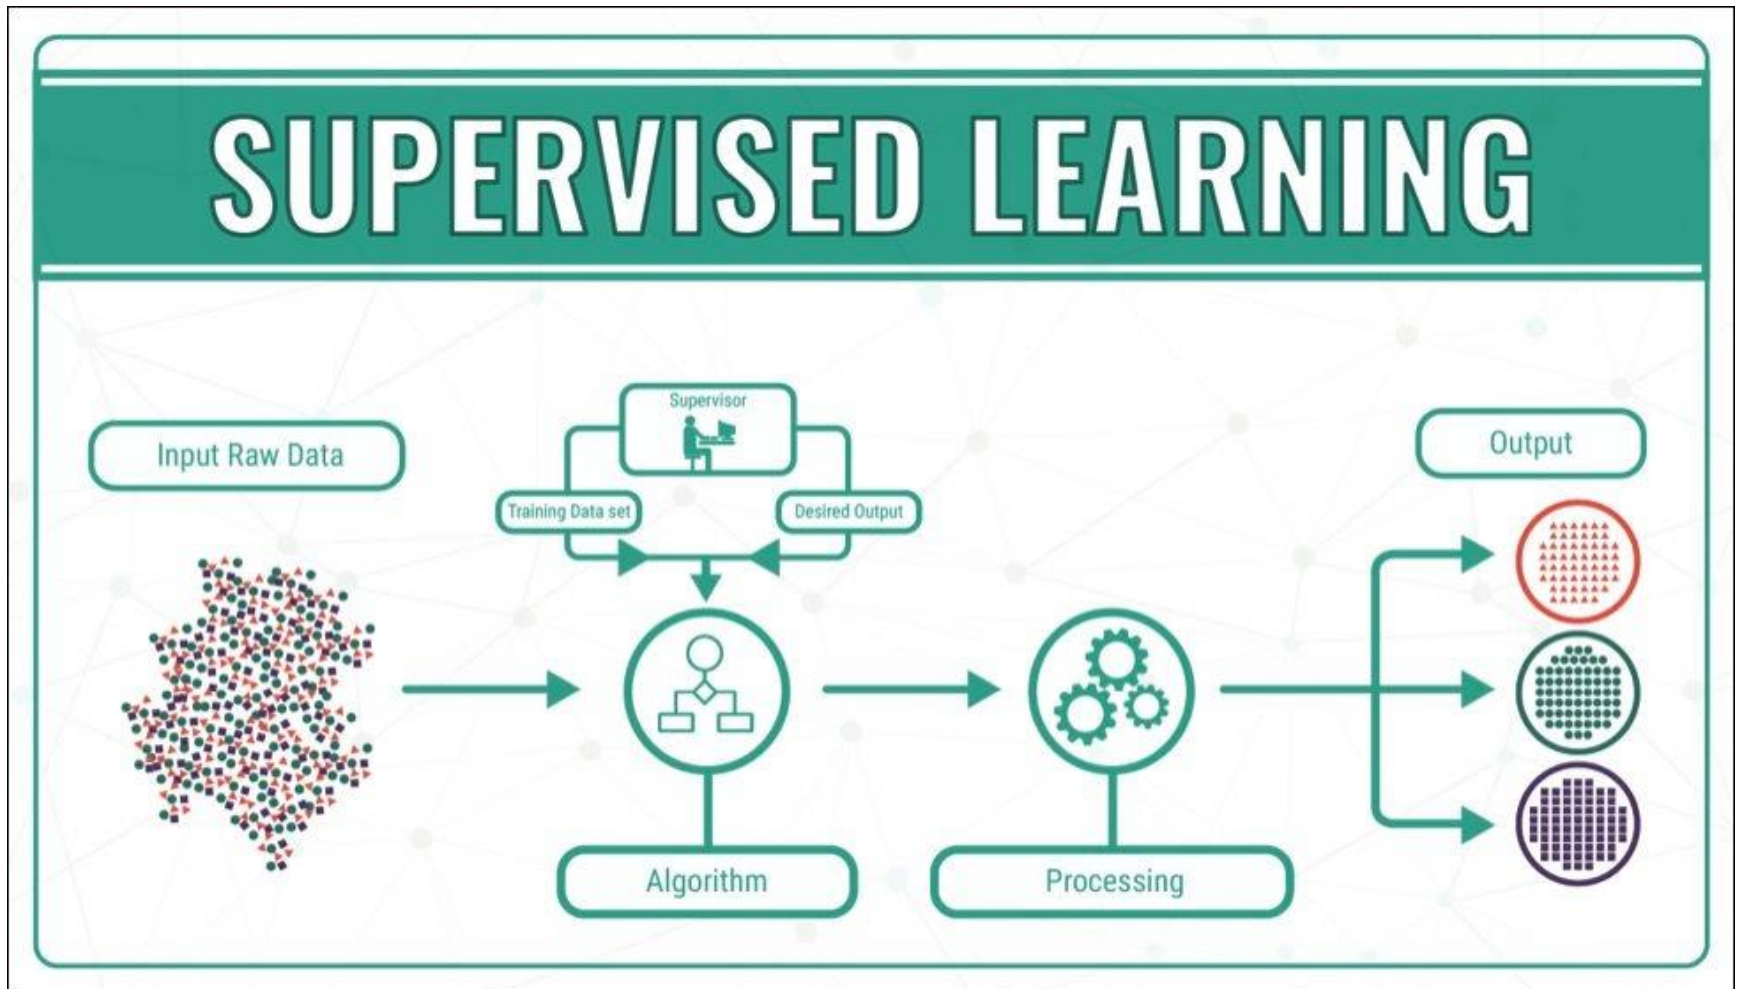 SUPERVISED LEARNING
Input Raw Data
Supervisor
Training Data set
Desired Output
Algorithm
Processing
Output